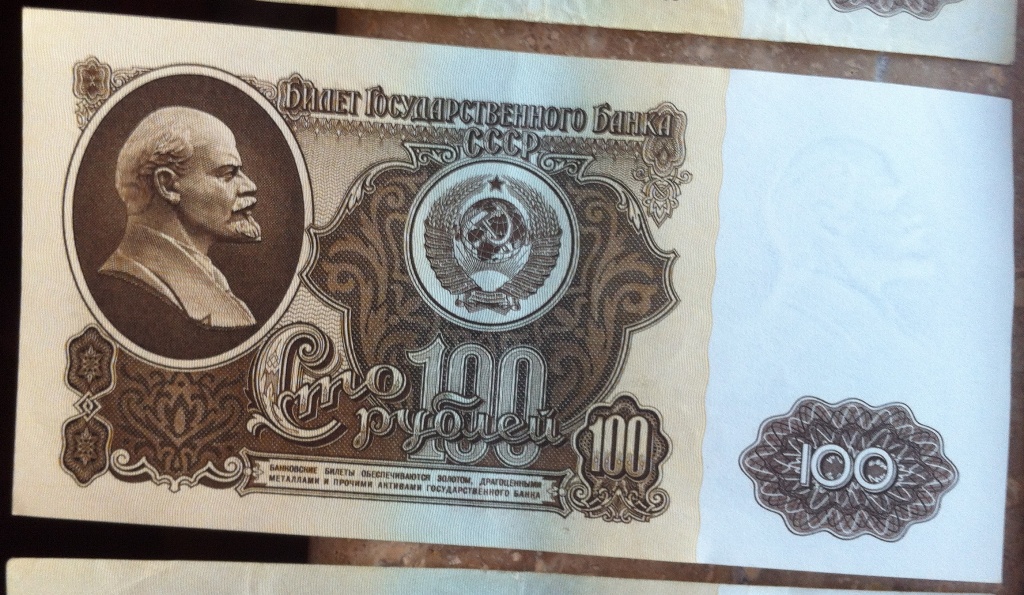 Билет Государственного Банка
СССР
Сто 100
рублей
100
БАНКОВСКИЕ БИЛЕТЫ ОБЕСПЕЧИВАЮТСЯ ЗОЛОТОМ, ДРАГОЦЕННЫМИ
МЕТАЛЛАМИ И ПРОЧИМИ АКТИВАМИ ГОСУДАРСТВЕННОГО БАНКА
100